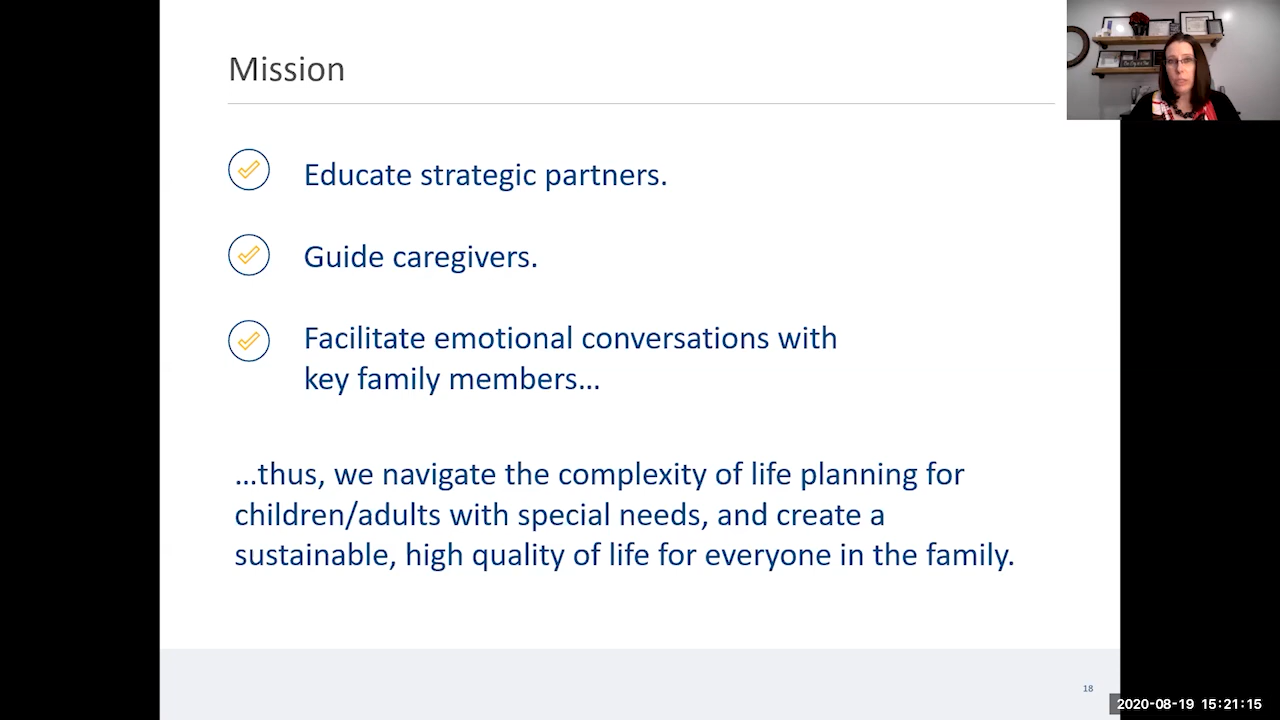 Mission
Educate strategic partners.
Guide caregivers.
Facilitate emotional conversations with
key family members...
...thus, we navigate the complexity of life planning for
children/adults with special needs, and create a
sustainable, high quality of life for everyone in the family.
18
2020-08-19 15:21:15